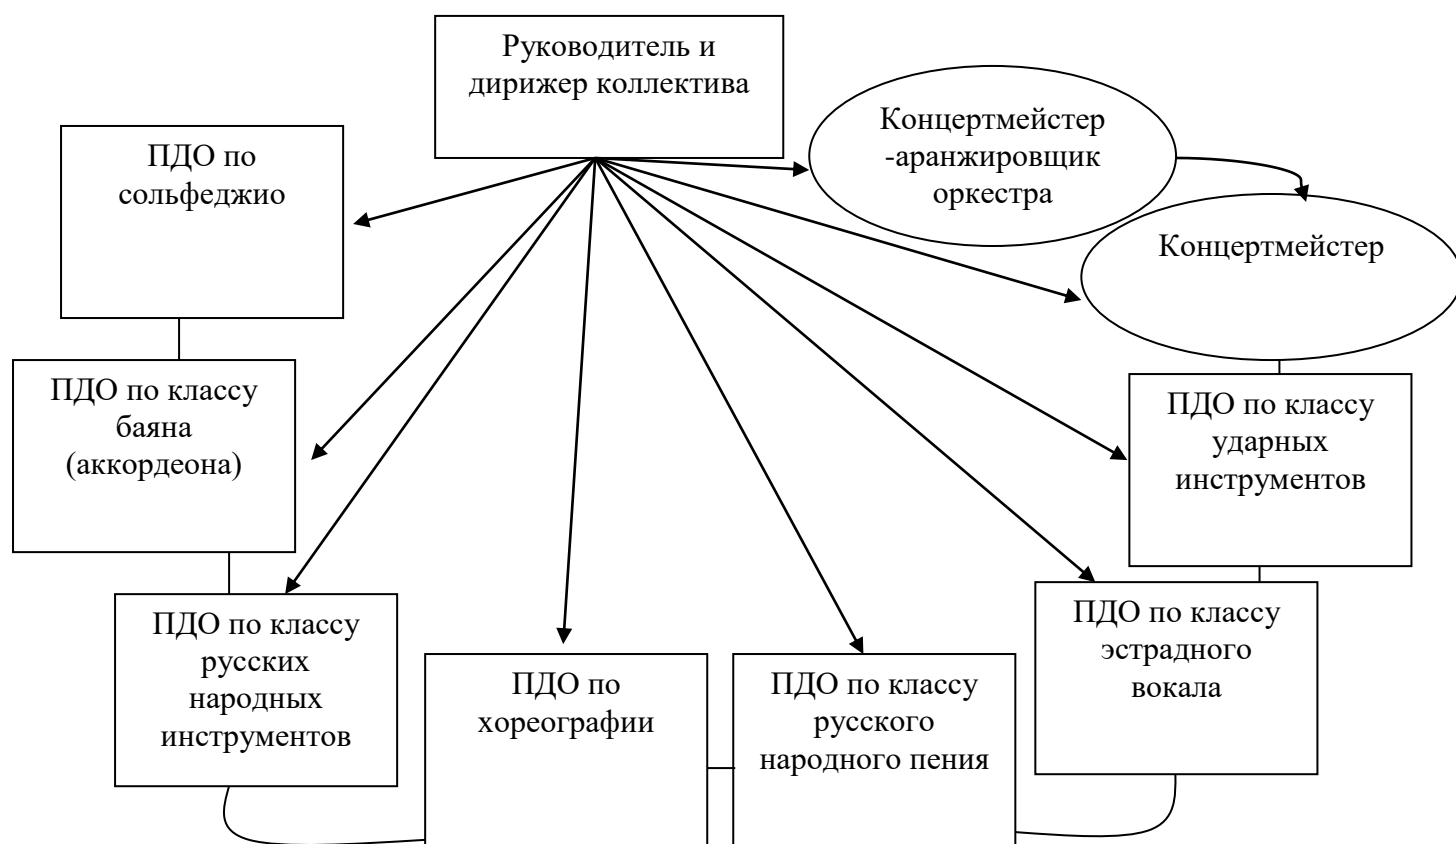 Руководитель и
дирижер коллектива
Концертмейстер
-аранжировщик
оркестра
ПДО по
сольфеджио
Концертмейстер
ПДО по классу
баяна
(аккордеона)
ПДО по классу
ударных
инструментов
ПДО по классу
русских
народных
инструментов
ПДО по
хореографии
ПДО по классу
русского
народного пения
ПДО по классу
эстрадного
вокала